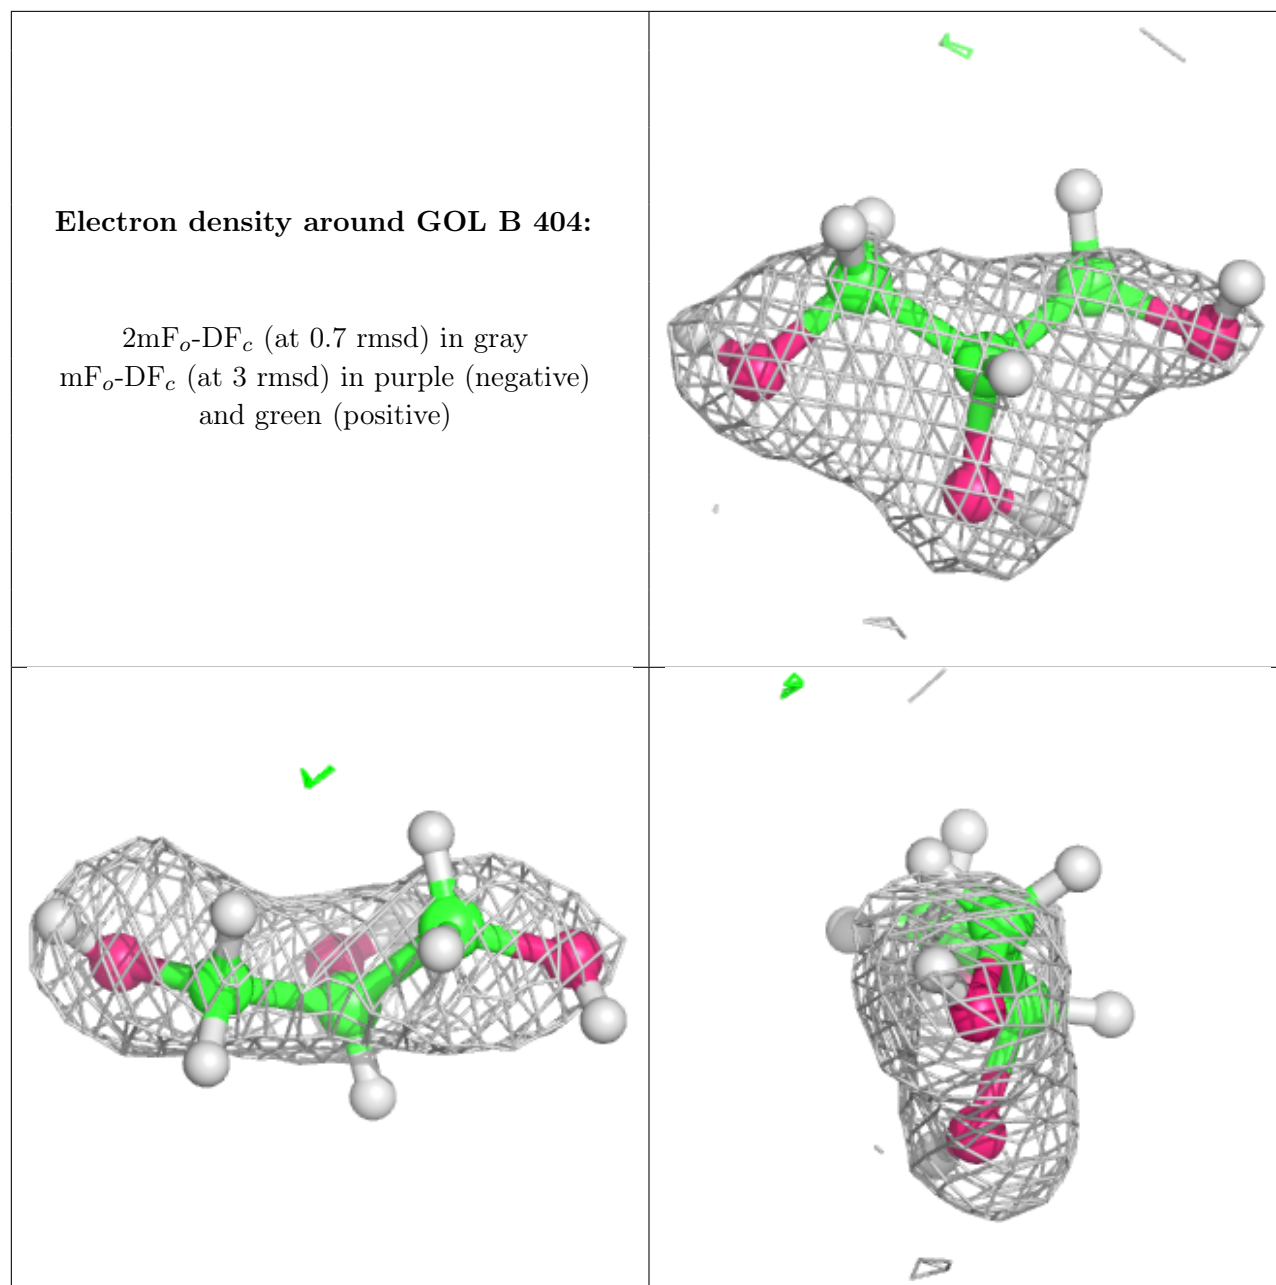 Electron density around GOL B 404:
2mFo-DFc (at 0.7 rmsd) in gray
mFo-DFc (at 3 rmsd) in purple (negative)
and green (positive)